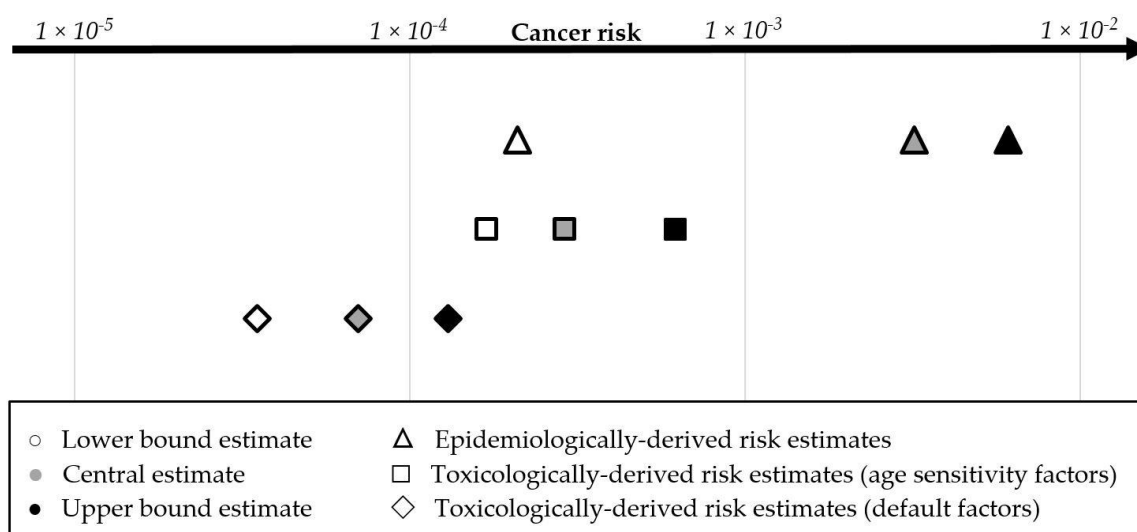 1 × 10⁻⁵ 1 × 10⁻⁴ Cancer risk 1 × 10⁻³ 1 × 10⁻²
Lower bound estimate
Central estimate
Upper bound estimate
Epidemiologically-derived risk estimates
Toxicologically-derived risk estimates (age sensitivity factors)
Toxicologically-derived risk estimates (default factors)